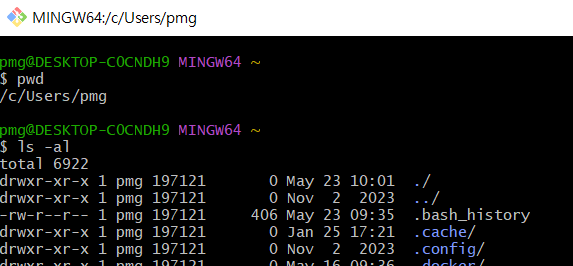 MINGW64:/c/Users/pmg
pmg@DESKTOP-C0CNDH9 MINGW64 ~
$ pwd
/c/Users/pmg
pmg@DESKTOP-C0CNDH9 MINGW64 ~
$ ls -al
total 6922
drwxr-xr-x 1 pmg 197121      0 May 23 10:01  ./
drwxr-xr-x 1 pmg 197121      0 Nov  2  2023  ../
-rw-r--r-- 1 pmg 197121    406 May 23 09:35  .bash_history
drwxr-xr-x 1 pmg 197121      0 Jan 25 17:21  .cache/
drwxr-xr-x 1 pmg 197121      0 Nov  2  2023  .config/
drwxr-xr-x 1 pmg 197121      0 May 16 09:36  .docker/